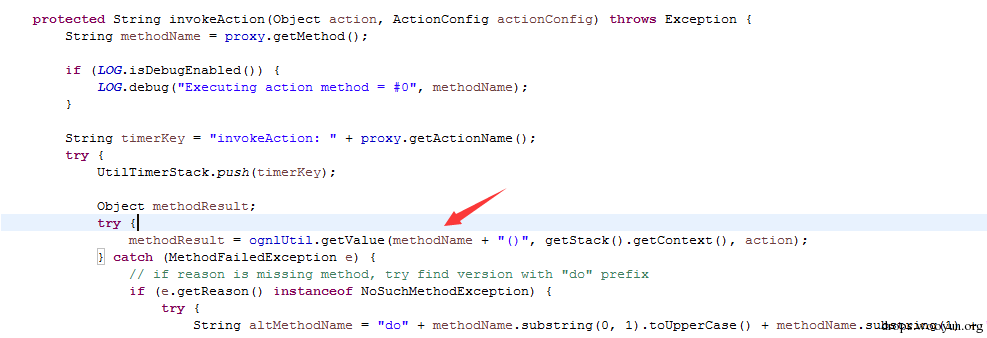 protected String invokeAction(Object action, ActionConfig actionConfig) throws Exception {
String methodName = proxy.getMethod();
if (LOG.isDebugEnabled()) {
LOG.debug("Executing action method = #0", methodName);
}
String timerKey = "invokeAction: " + proxy.getActionName();
try {
UtilTimerStack.push(timerKey);
Object methodResult;
try {
methodResult = ognlUtil.getValue(methodName + "()", getStack().getContext(), action);
} catch (MethodFailedException e) {
// if reason is missing method, try find version with "do" prefix
if (e.getReason() instanceof NoSuchMethodException) {
try {
String altMethodName = "do" + methodName.substring(0, 1).toUpperCase() + methodName.substring(1) +
drops.wooyun.org